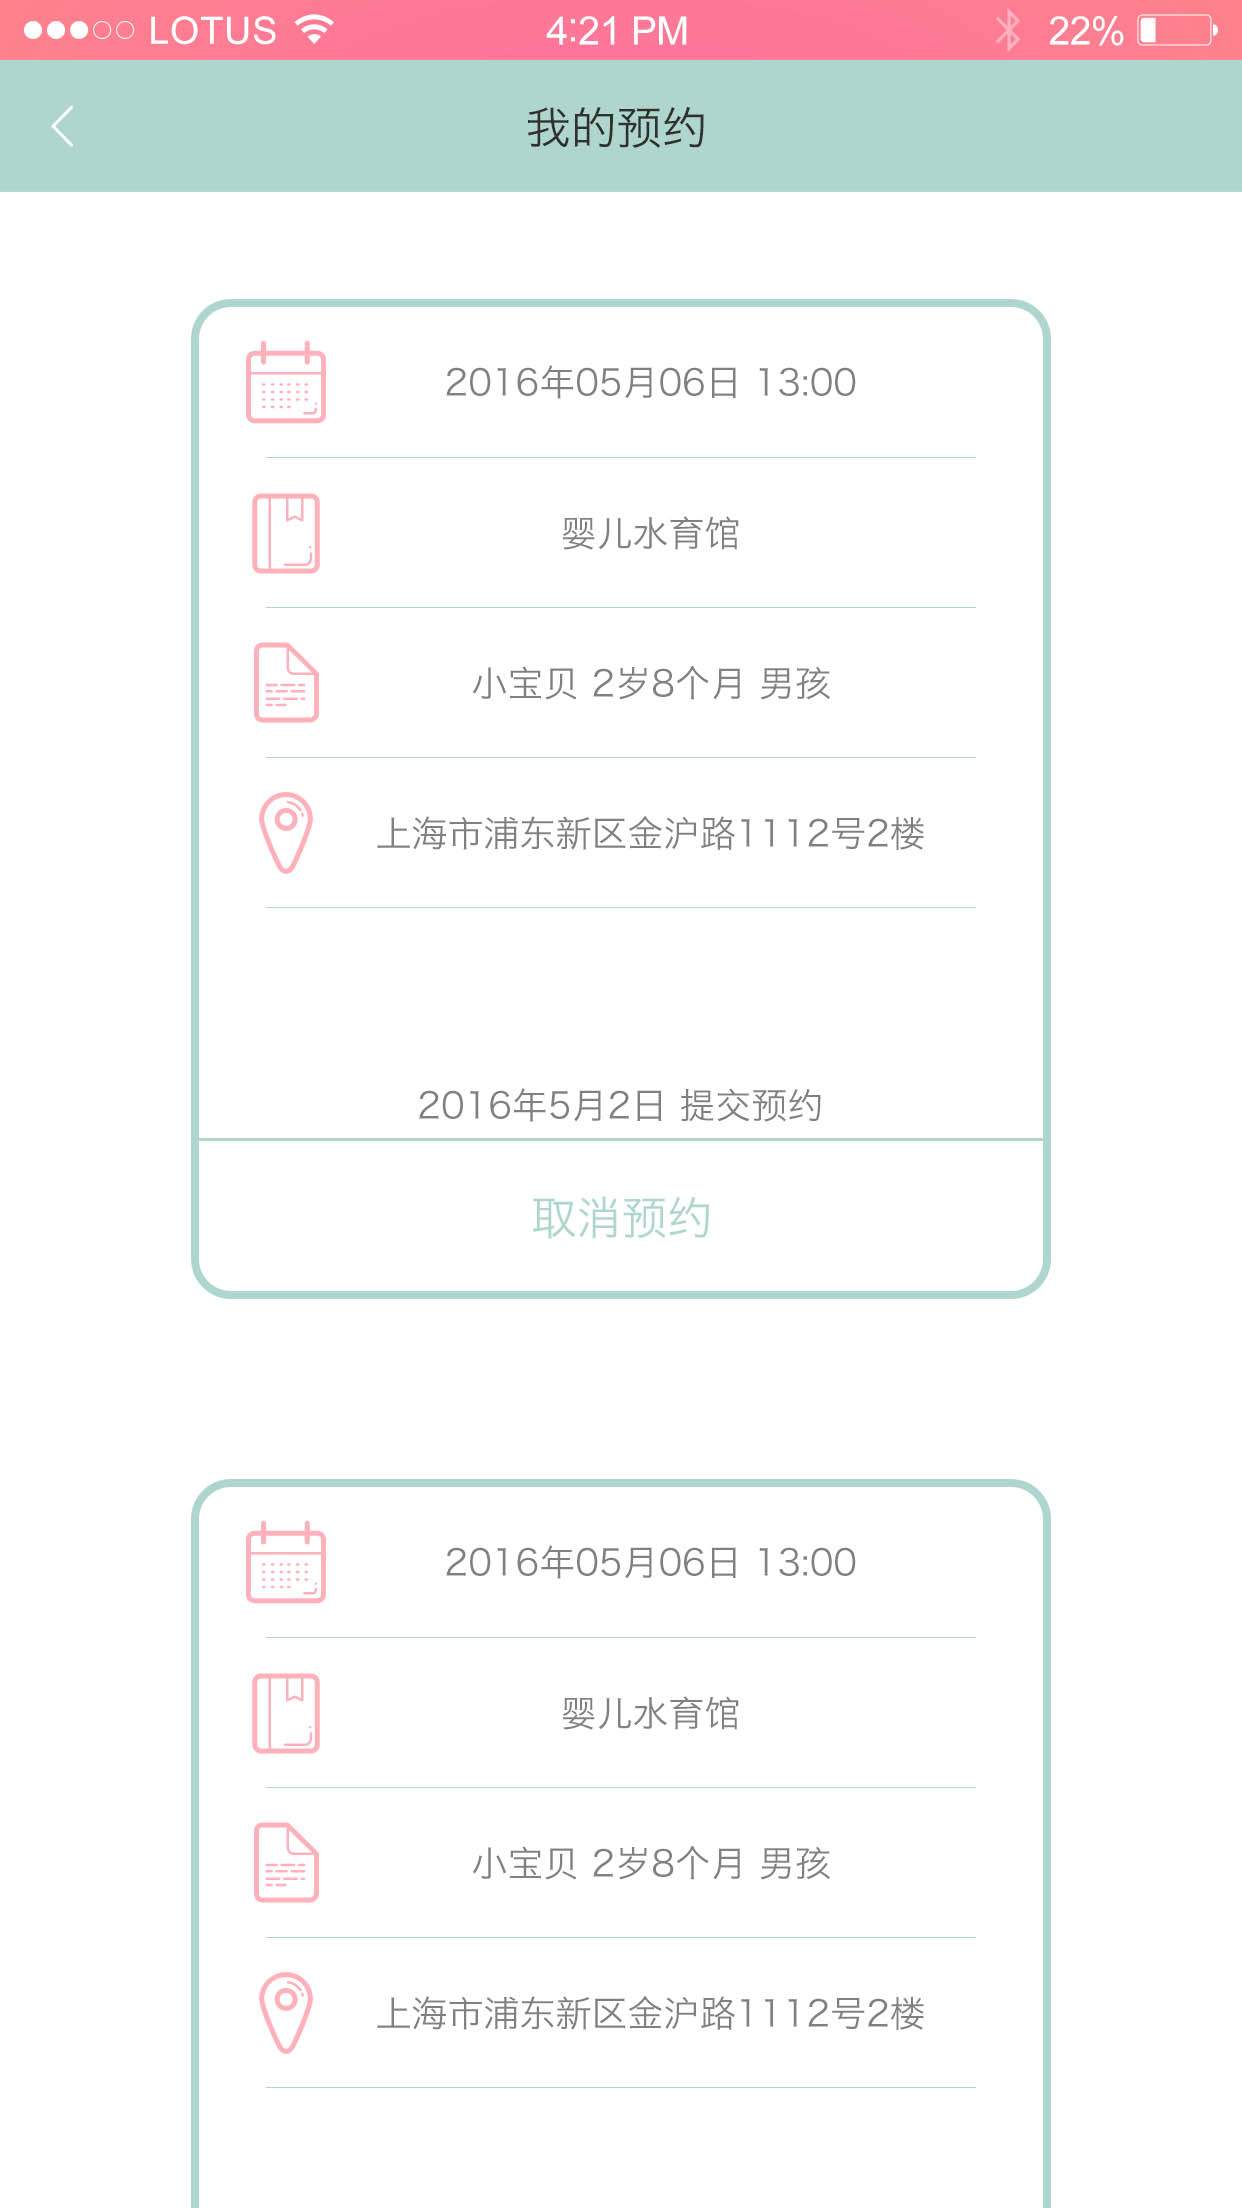 LOTUS 4:21 PM 22%
我的预约
2016年05月06日 13:00
婴儿水育馆
小宝贝 2岁8个月 男孩
上海市浦东新区金沪路1112号2楼
2016年5月2日 提交预约
取消预约
2016年05月06日 13:00
婴儿水育馆
小宝贝 2岁8个月 男孩
上海市浦东新区金沪路1112号2楼